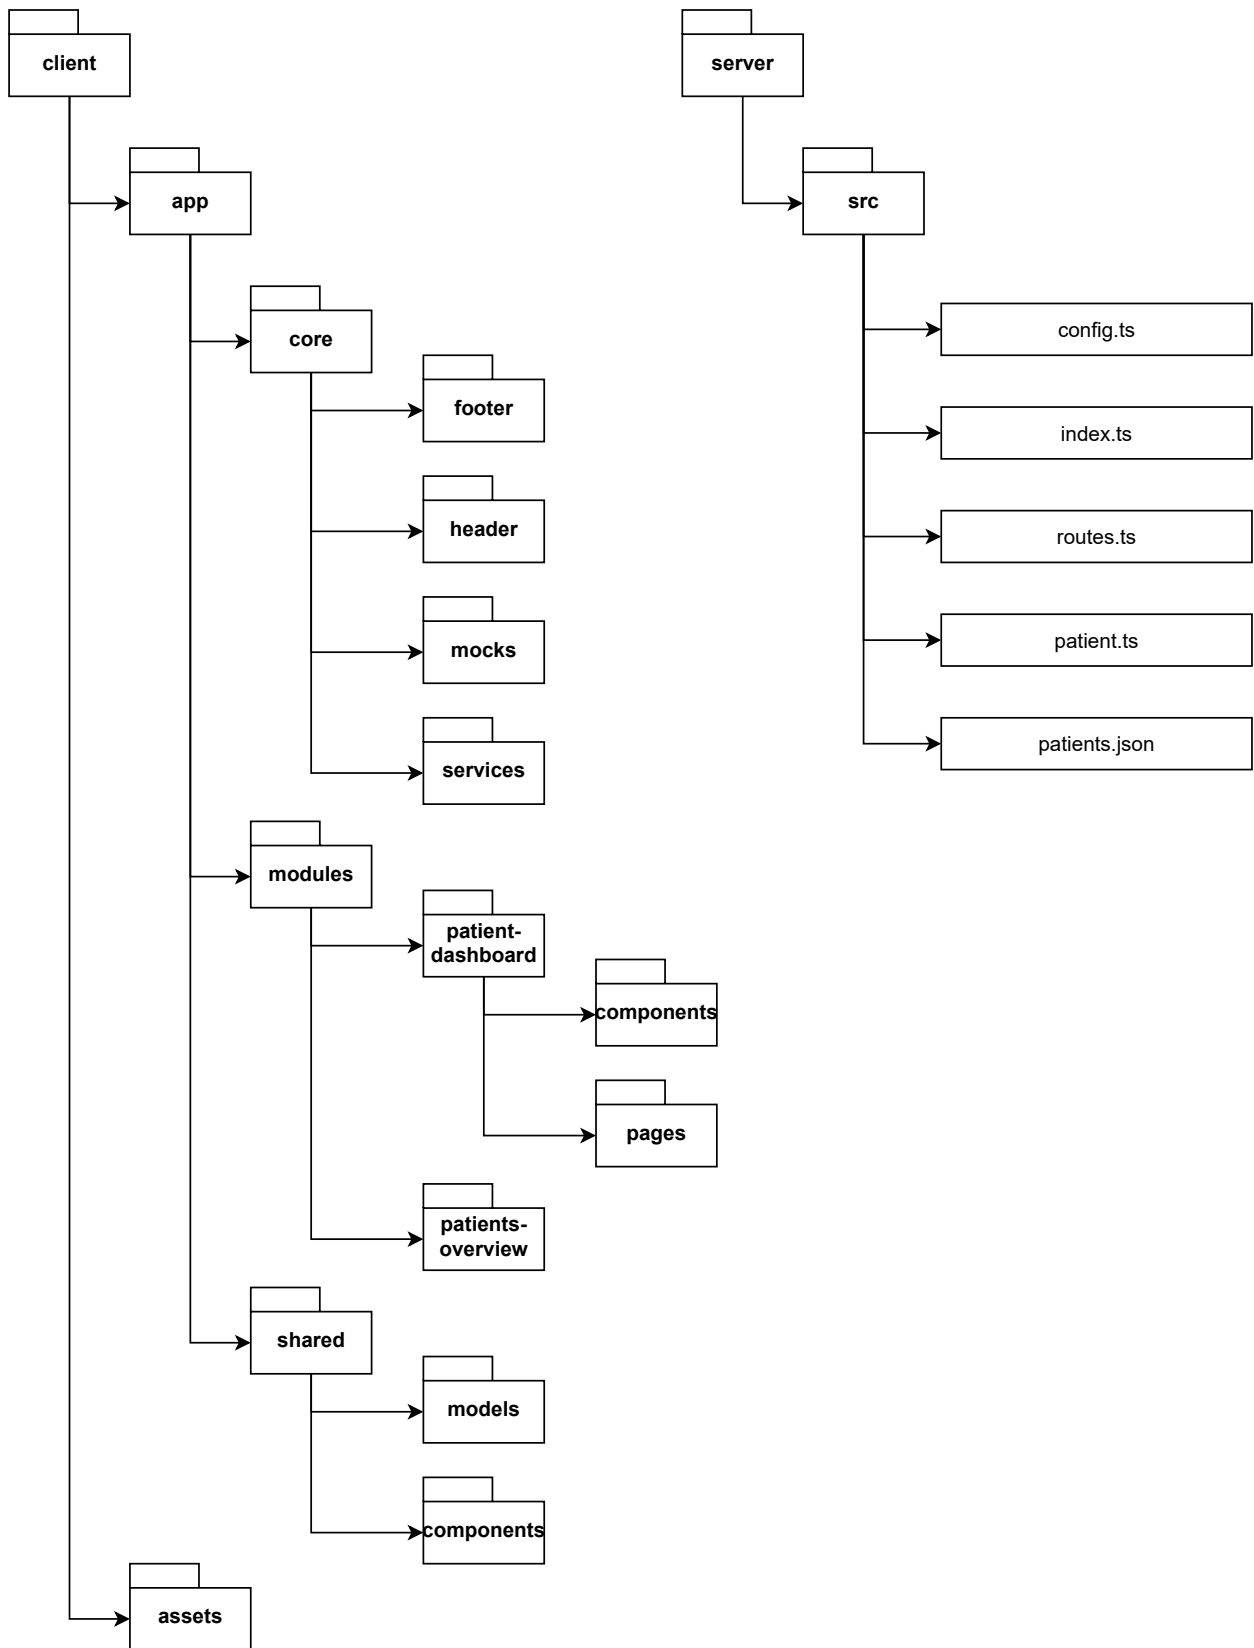 client
server
app
src
core
config.ts
footer
index.ts
header
routes.ts
mocks
patient.ts
services
patients.json
modules
patient-
dashboard
components
pages
patients-
overview
shared
models
components
assets